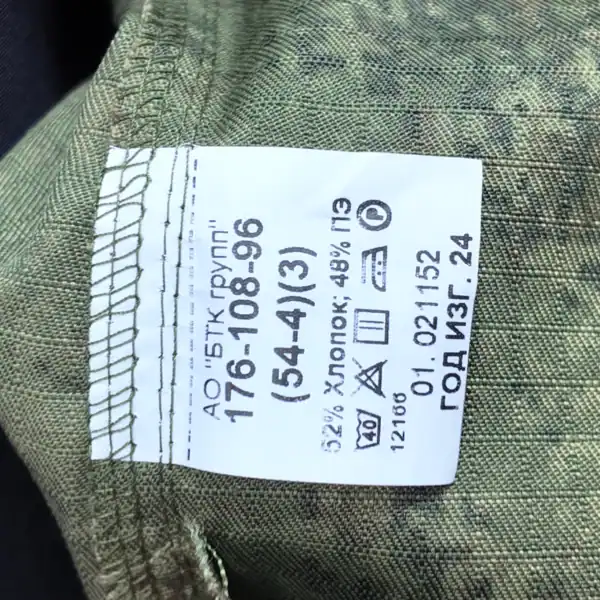 АО "БТК групп"
176-108-96
(54-4)(3)
52% Хлопок; 48% ПЭ
40 P
12166
01. 021152
ГОД ИЗГ. 24